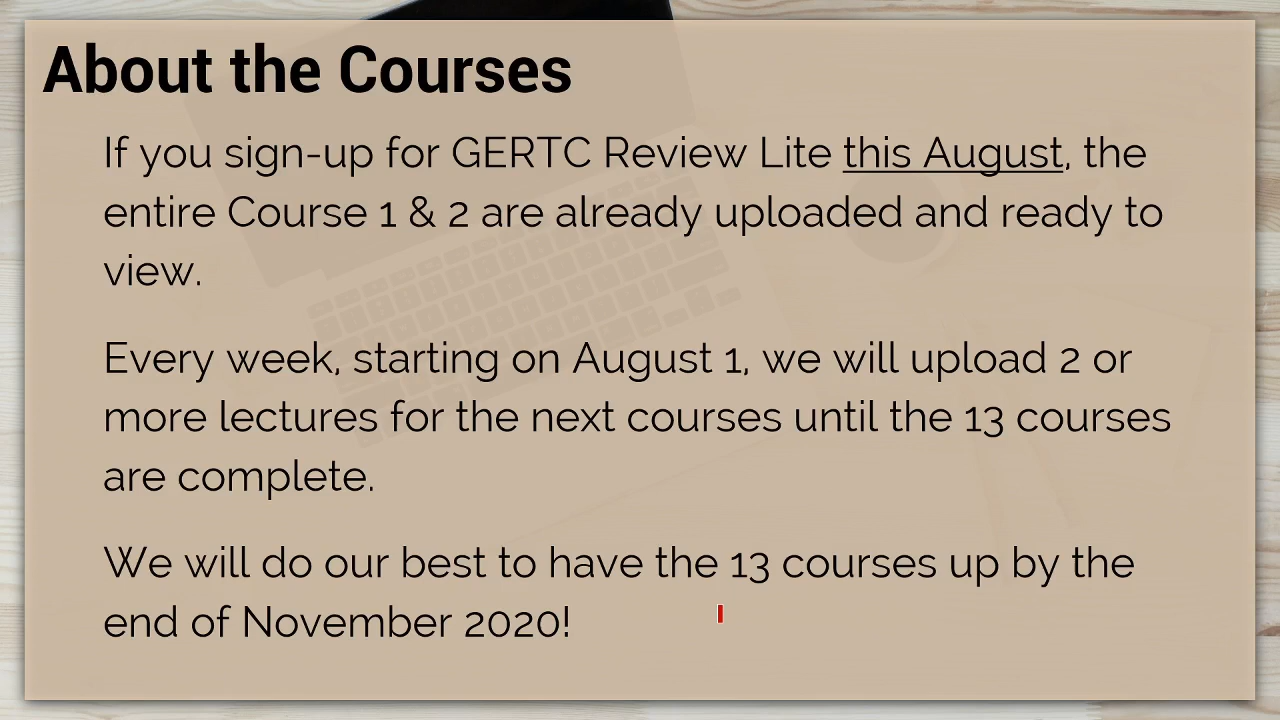 About the Courses
If you sign-up for GERTC Review Lite this August, the
entire Course 1 & 2 are already uploaded and ready to
view.
Every week, starting on August 1, we will upload 2 or
more lectures for the next courses until the 13 courses
are complete.
We will do our best to have the 13 courses up by the
end of November 2020!